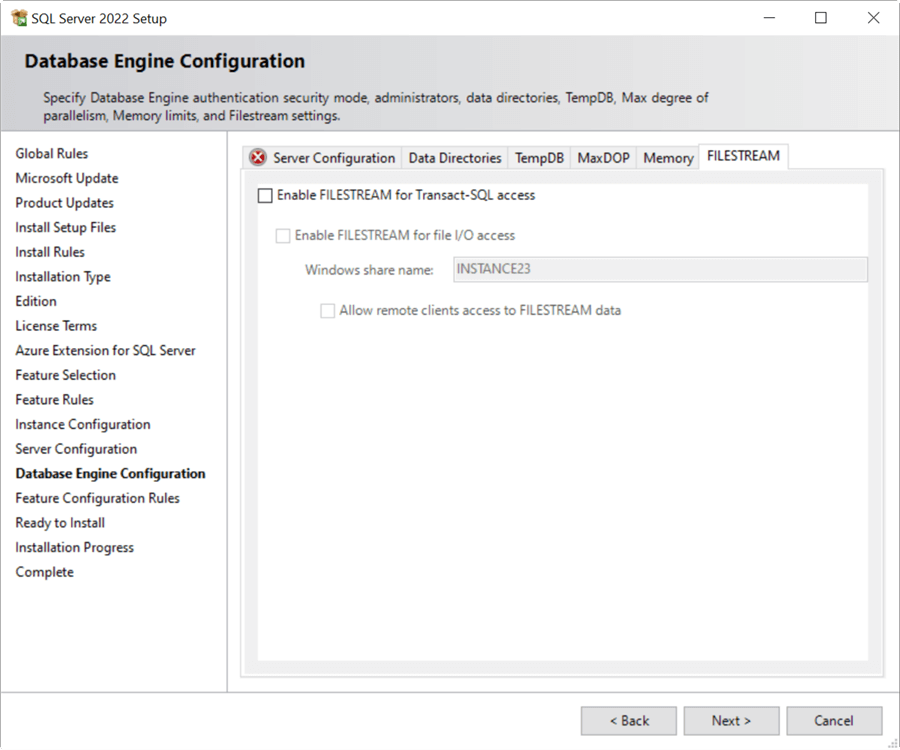 SQL Server 2022 Setup
Database Engine Configuration
Specify Database Engine authentication security mode, administrators, data directories, TempDB, Max degree of
parallelism, Memory limits, and Filestream settings.
Global Rules
Microsoft Update
Product Updates
Install Setup Files
Install Rules
Installation Type
Edition
License Terms
Azure Extension for SQL Server
Feature Selection
Feature Rules
Instance Configuration
Server Configuration
Database Engine Configuration
Feature Configuration Rules
Ready to Install
Installation Progress
Complete
Server Configuration Data Directories TempDB MaxDOP Memory FILESTREAM
Enable FILESTREAM for Transact-SQL access
Enable FILESTREAM for file I/O access
Windows share name: INSTANCE23
Allow remote clients access to FILESTREAM data
< Back Next > Cancel